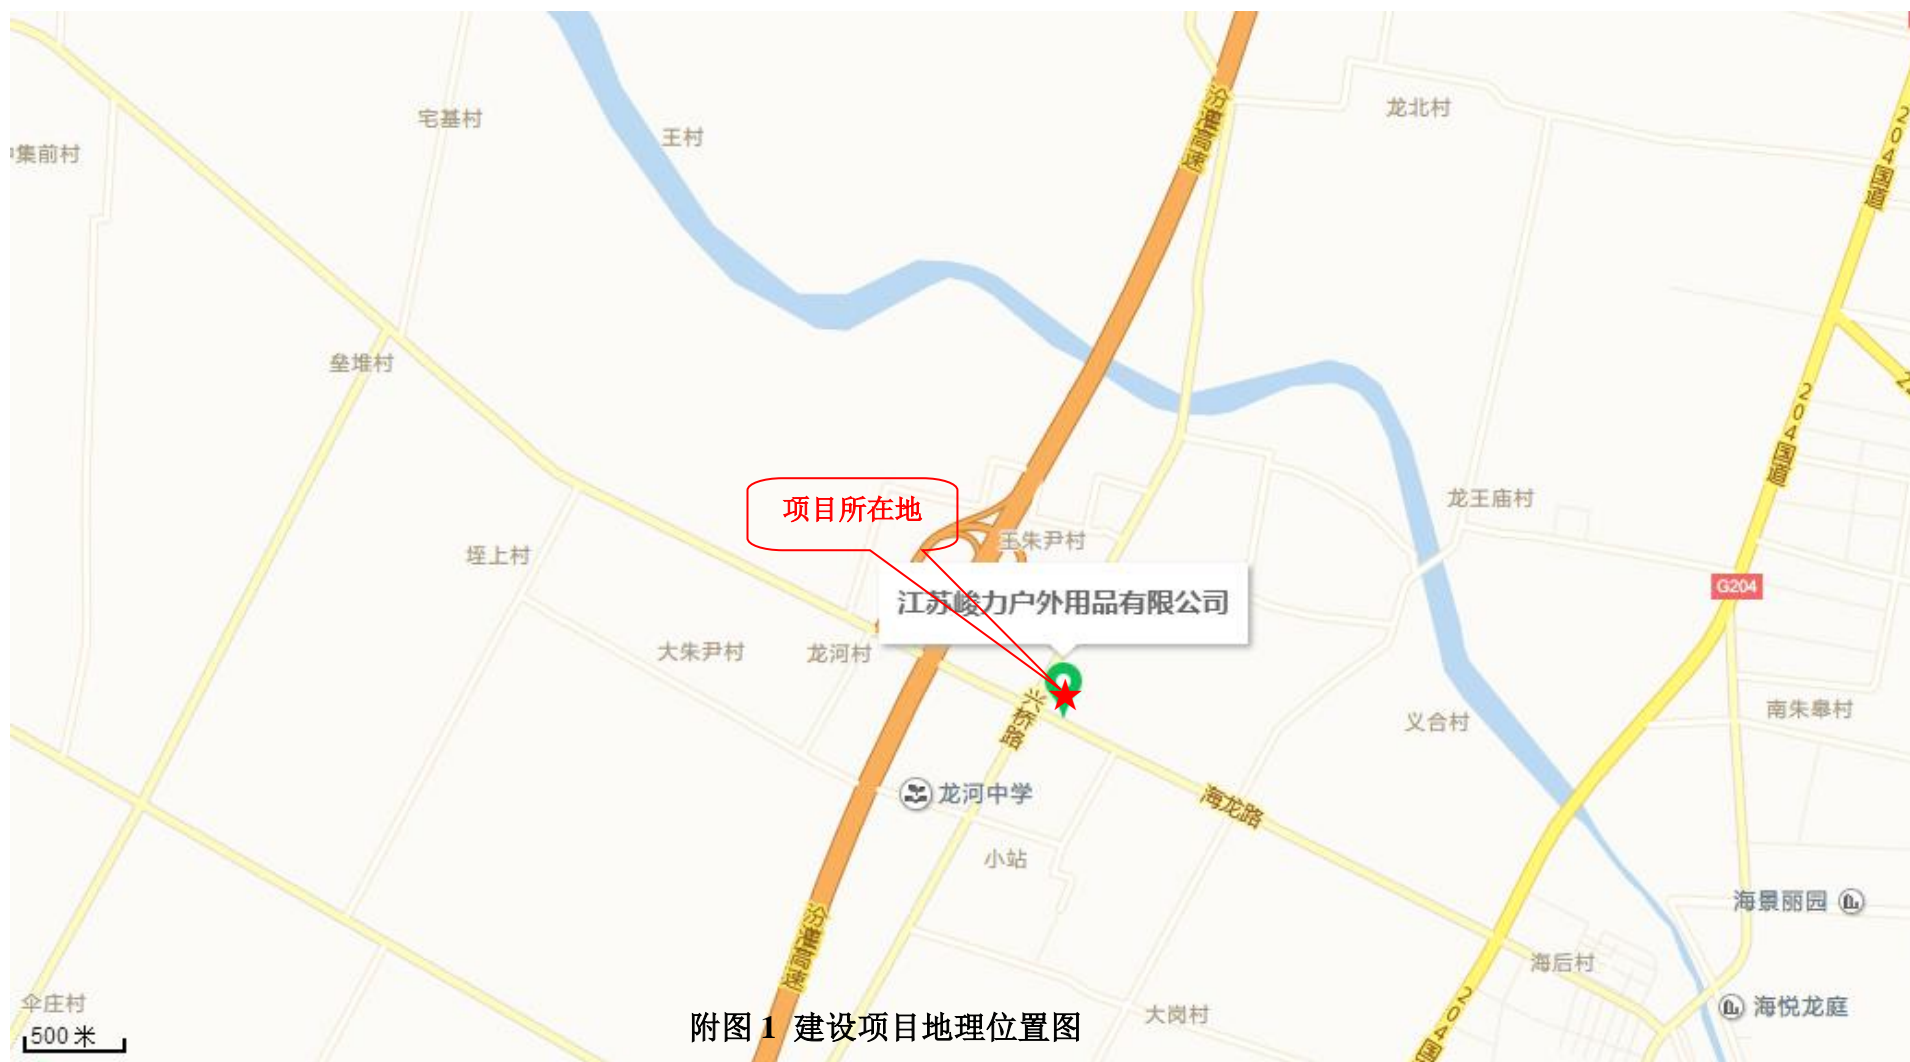 汾灌高速
龙北村
204国道
宅基村
王村
集前村
垒堆村
204国道
龙王庙村
项目所在地
王朱尹村
垤上村
G204
江苏峻力户外用品有限公司
大朱尹村
龙河村
兴桥路
义合村
南朱皋村
龙河中学
海龙路
小站
海景丽园
汾灌高速
海后村
伞庄村
大岗村
海悦龙庭
204国
500 米
附图 1 建设项目地理位置图